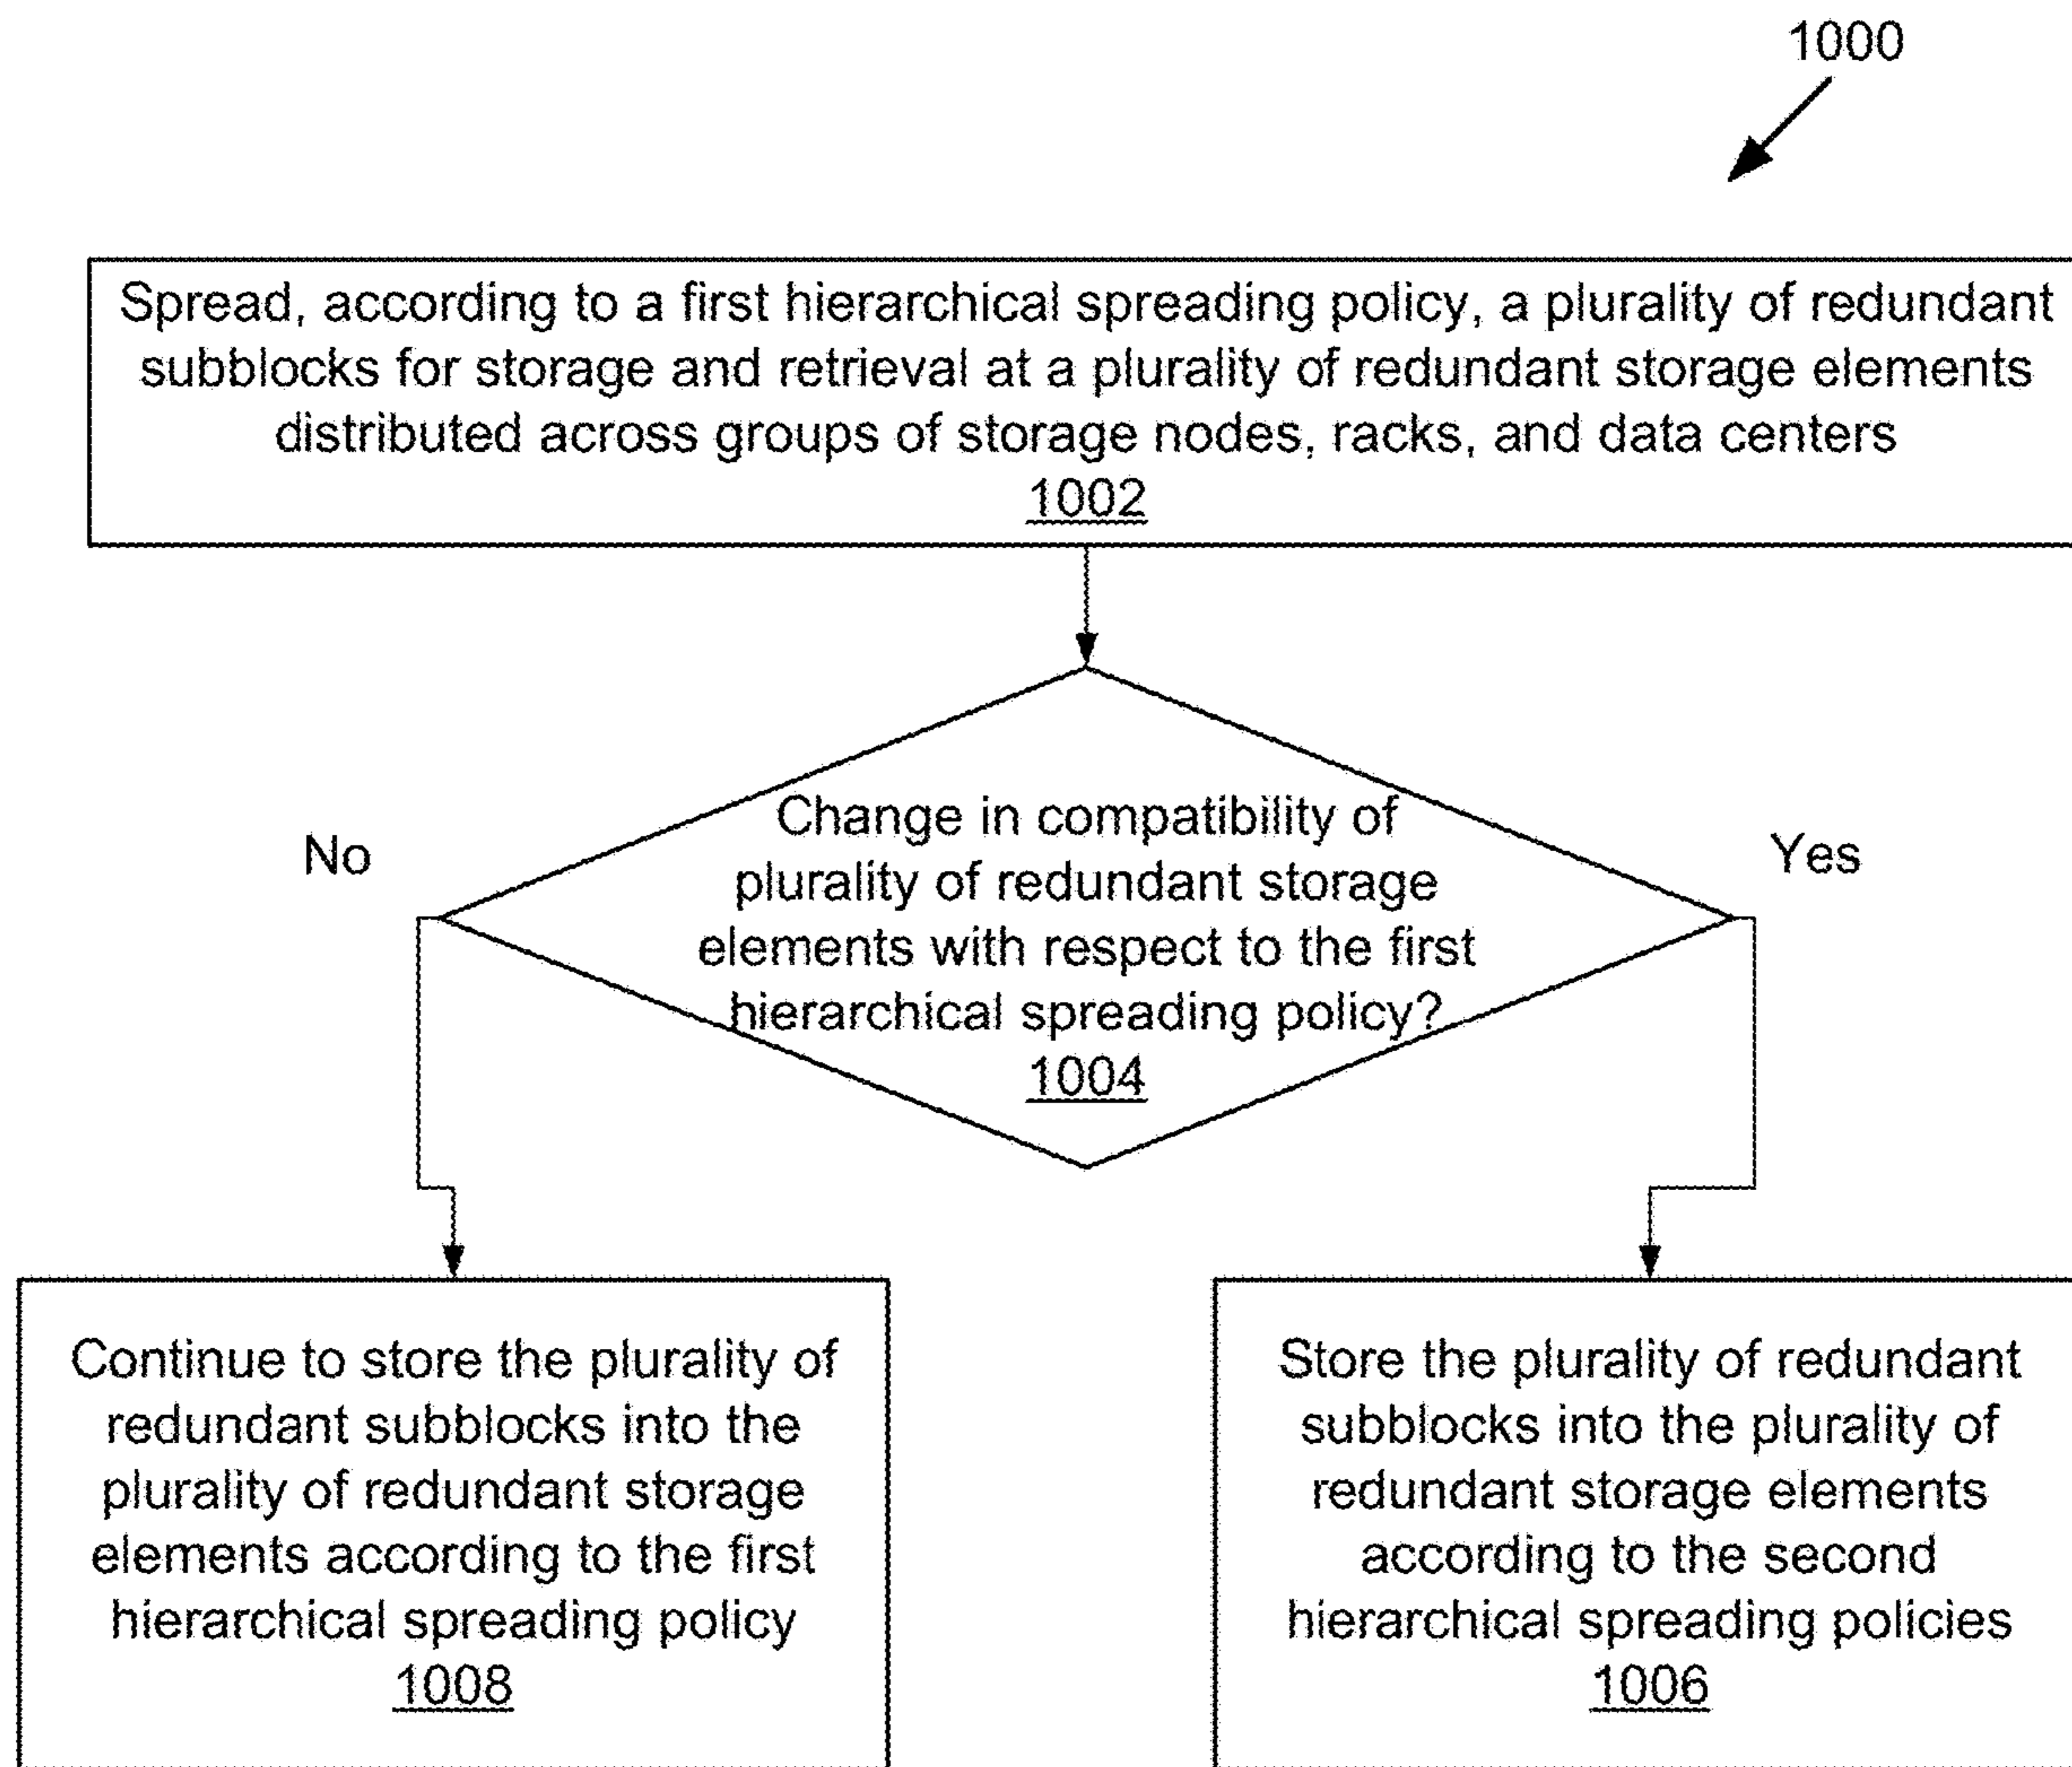 1000
Spread, according to a first hierarchical spreading policy, a plurality of redundant
subblocks for storage and retrieval at a plurality of redundant storage elements
distributed across groups of storage nodes, racks, and data centers
1002
Change in compatibility of
plurality of redundant storage
elements with respect to the first
hierarchical spreading policy?
1004
No
Yes
Continue to store the plurality of
redundant subblocks into the
plurality of redundant storage
elements according to the first
hierarchical spreading policy
1008
Store the plurality of redundant
subblocks into the plurality of
redundant storage elements
according to the second
hierarchical spreading policies
1006